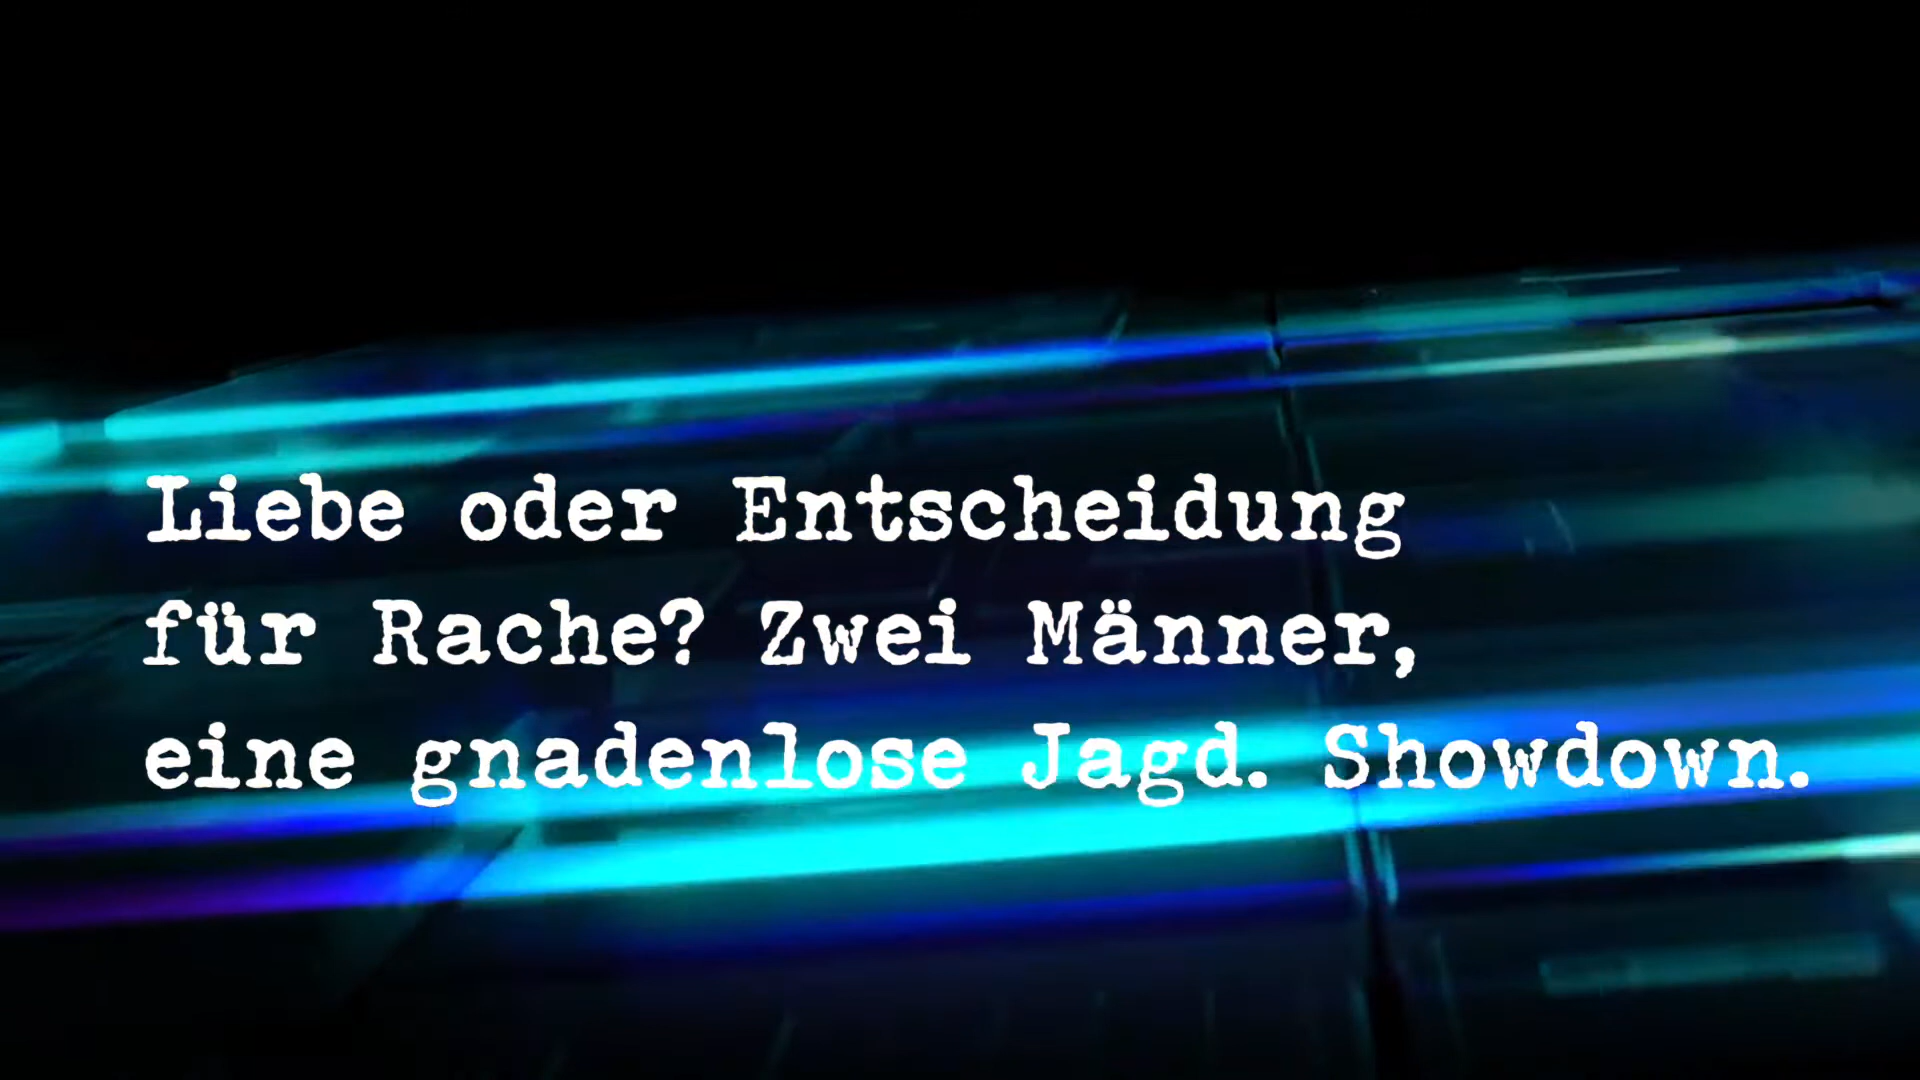 Liebe oder Entscheidung
für Rache? Zwei Männer,
eine gnadenlose Jagd. Showdown.